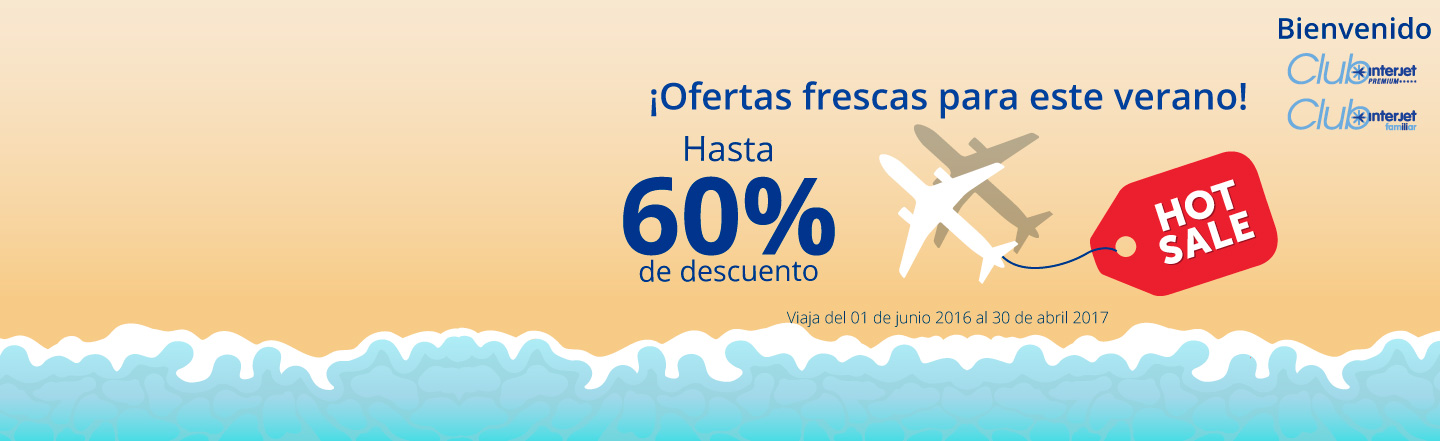 Bienvenido
Club interjet
PREMIUM
Club interjet
familiar
¡Ofertas frescas para este verano!
Hasta
60%
de descuento
HOT
SALE
Viaja del 01 de junio 2016 al 30 de abril 2017